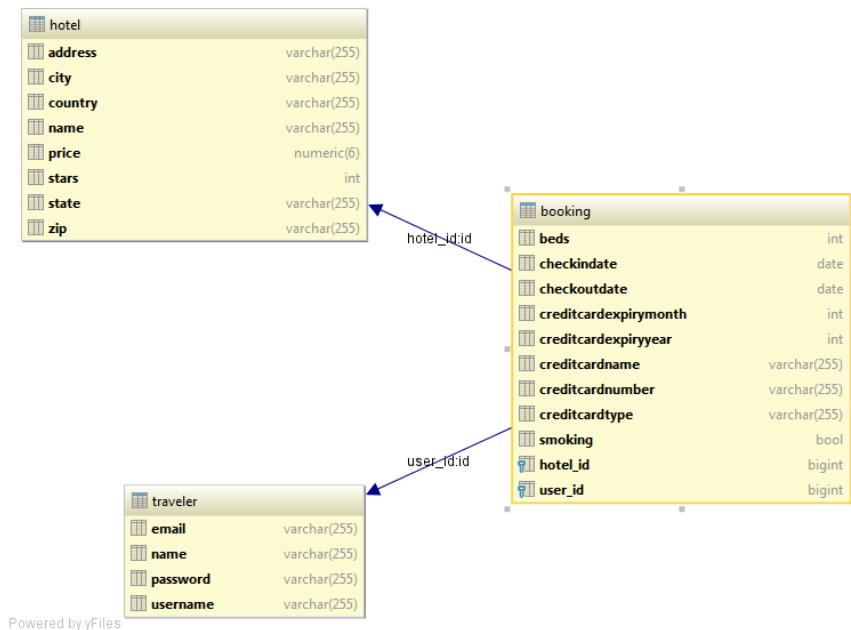 hotel
address varchar(255)
city varchar(255)
country varchar(255)
name varchar(255)
price numeric(6)
stars int
state varchar(255)
zip varchar(255)
hotel_id:id
booking
beds int
checkindate date
checkoutdate date
creditcardexpirymonth int
creditcardexpiryyear int
creditcardname varchar(255)
creditcardnumber varchar(255)
creditcardtype varchar(255)
smoking bool
hotel_id bigint
user_id bigint
user_id:id
traveler
email varchar(255)
name varchar(255)
password varchar(255)
username varchar(255)
Powered by yFiles